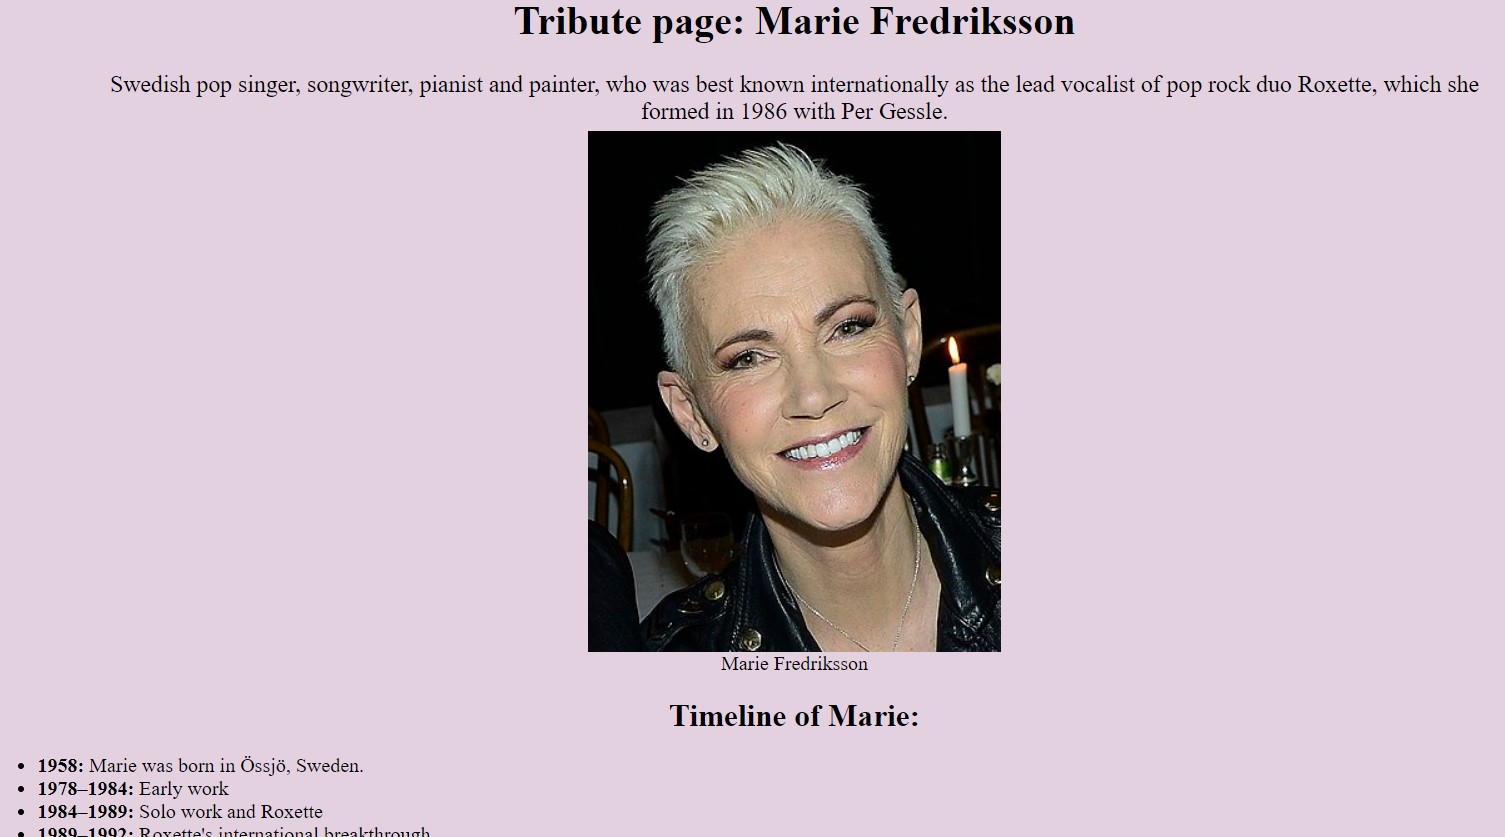 Tribute page: Marie Fredriksson
Swedish pop singer, songwriter, pianist and painter, who was best known internationally as the lead vocalist of pop rock duo Roxette, which she
formed in 1986 with Per Gessle.
Marie Fredriksson
Timeline of Marie:
• 1958: Marie was born in Össjö, Sweden.
• 1978–1984: Early work
• 1984–1989: Solo work and Roxette
• 1989–1992: Roxette's international breakthrough